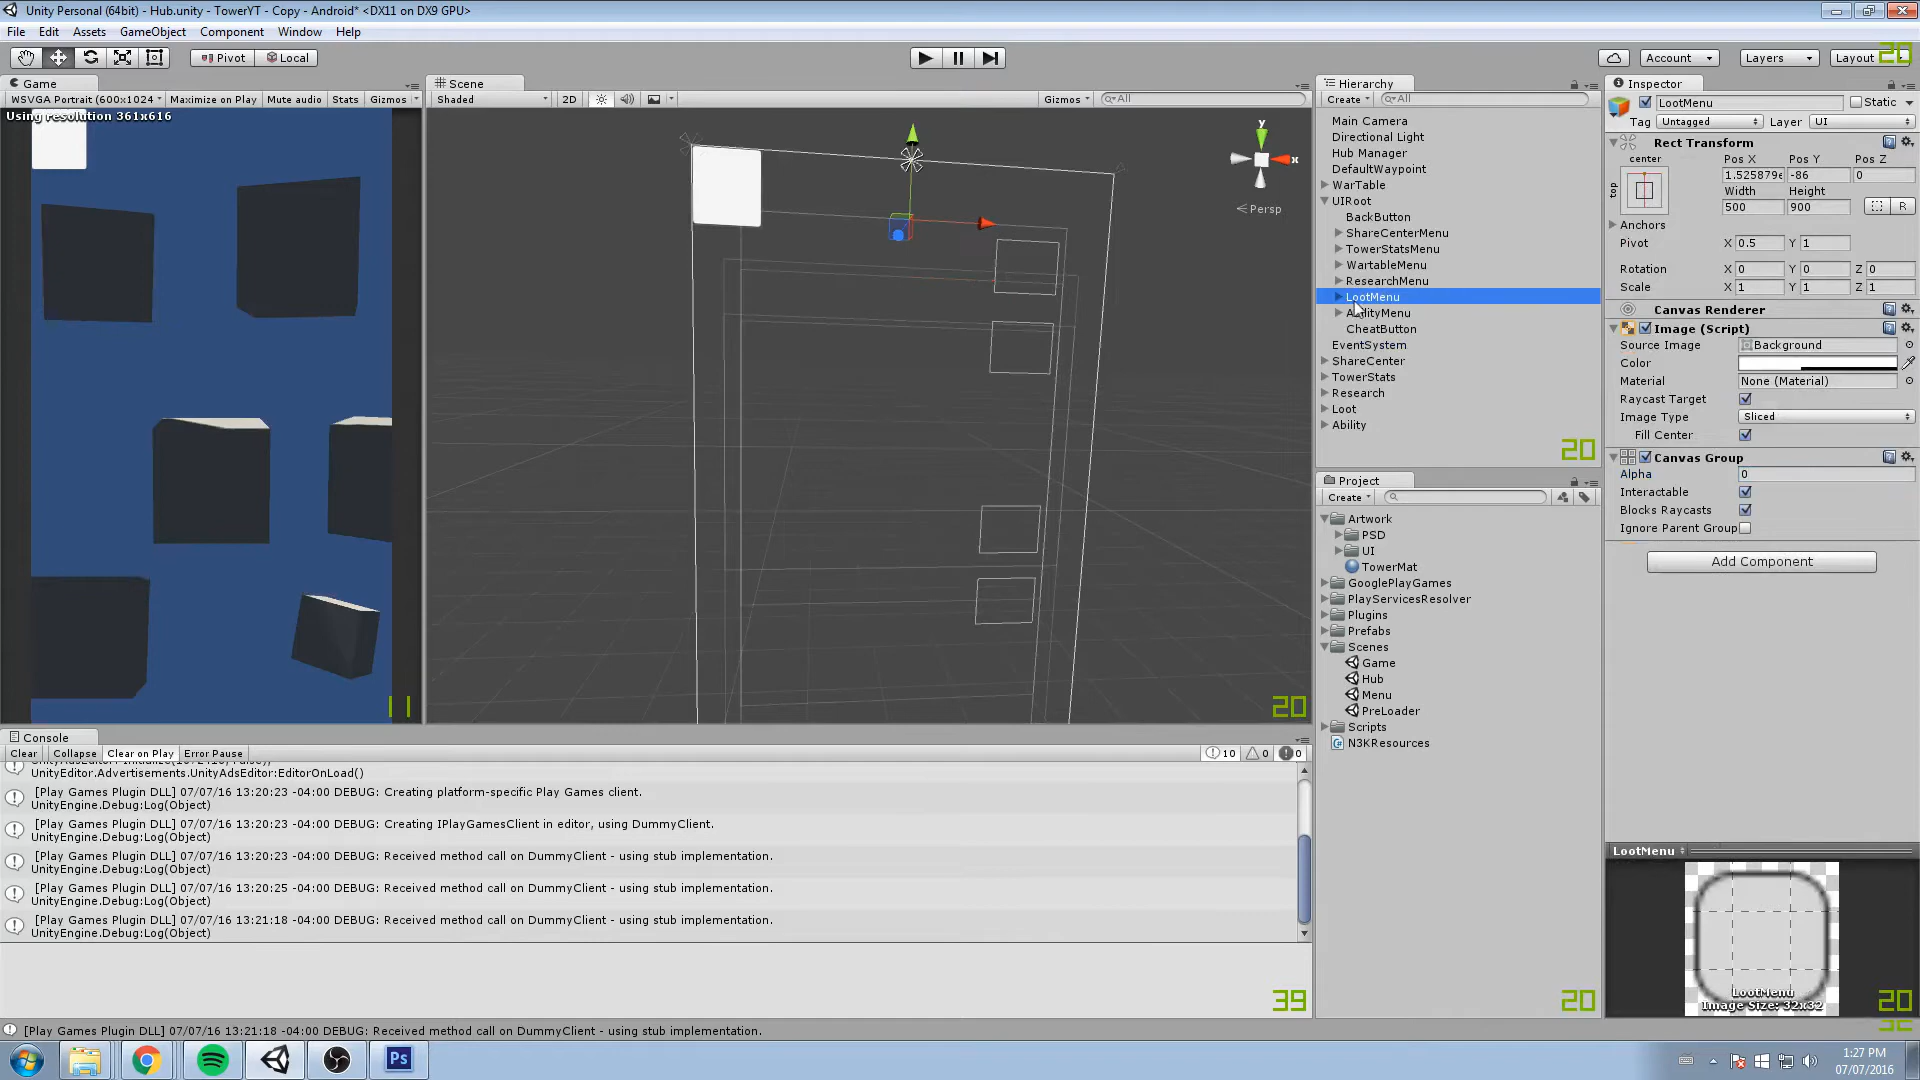 Unity Personal (64bit) - Hub.unity - TowerYT - Copy - Android* <DX11 on DX9 GPU>
File Edit Assets GameObject Component Window Help
Pivot Local Account Layers Layout
20
Game
WSVGA Portrait (600x1024 Maximize on Play Mute audio Stats Gizmos
Using resolution 361x616
Scene
Shaded 2D Gizmos All
y
x
Persp
20
Hierarchy
Create All
Main Camera
Directional Light
Hub Manager
DefaultWaypoint
WarTable
UIRoot
BackButton
ShareCenterMenu
TowerStatsMenu
WartableMenu
ResearchMenu
LootMenu
AbilityMenu
CheatButton
EventSystem
ShareCenter
TowerStats
Research
Loot
Ability
20
Project
Create
Artwork
PSD
UI
TowerMat
GooglePlayGames
PlayServicesResolver
Plugins
Prefabs
Scenes
Game
Hub
Menu
PreLoader
Scripts
N3KResources
20
Inspector
LootMenu Static
Tag Untagged Layer UI
Rect Transform
center Pos X Pos Y Pos Z
top 1.525879e -86 0
Width Height
500 900 R
Anchors
Pivot X 0.5 Y 1
Rotation X 0 Y 0 Z 0
Scale X 1 Y 1 Z 1
Canvas Renderer
Image (Script)
Source Image Background
Color
Material None (Material)
Raycast Target
Image Type Sliced
Fill Center
Canvas Group
Alpha 0
Interactable
Blocks Raycasts
Ignore Parent Group
Add Component
LootMenu
LootMenu
Image Size: 32x32
20
Console
Clear Collapse Clear on Play Error Pause 10 0 0
UnityEditor.Advertisements.UnityAdsEditor:EditorOnLoad()
[Play Games Plugin DLL] 07/07/16 13:20:23 -04:00 DEBUG: Creating platform-specific Play Games client.
UnityEngine.Debug:Log(Object)
[Play Games Plugin DLL] 07/07/16 13:20:23 -04:00 DEBUG: Creating IPlayGamesClient in editor, using DummyClient.
UnityEngine.Debug:Log(Object)
[Play Games Plugin DLL] 07/07/16 13:20:23 -04:00 DEBUG: Received method call on DummyClient - using stub implementation.
UnityEngine.Debug:Log(Object)
[Play Games Plugin DLL] 07/07/16 13:20:25 -04:00 DEBUG: Received method call on DummyClient - using stub implementation.
UnityEngine.Debug:Log(Object)
[Play Games Plugin DLL] 07/07/16 13:21:18 -04:00 DEBUG: Received method call on DummyClient - using stub implementation.
UnityEngine.Debug:Log(Object)
39
[Play Games Plugin DLL] 07/07/16 13:21:18 -04:00 DEBUG: Received method call on DummyClient - using stub implementation.
Ps
1:27 PM
07/07/2016